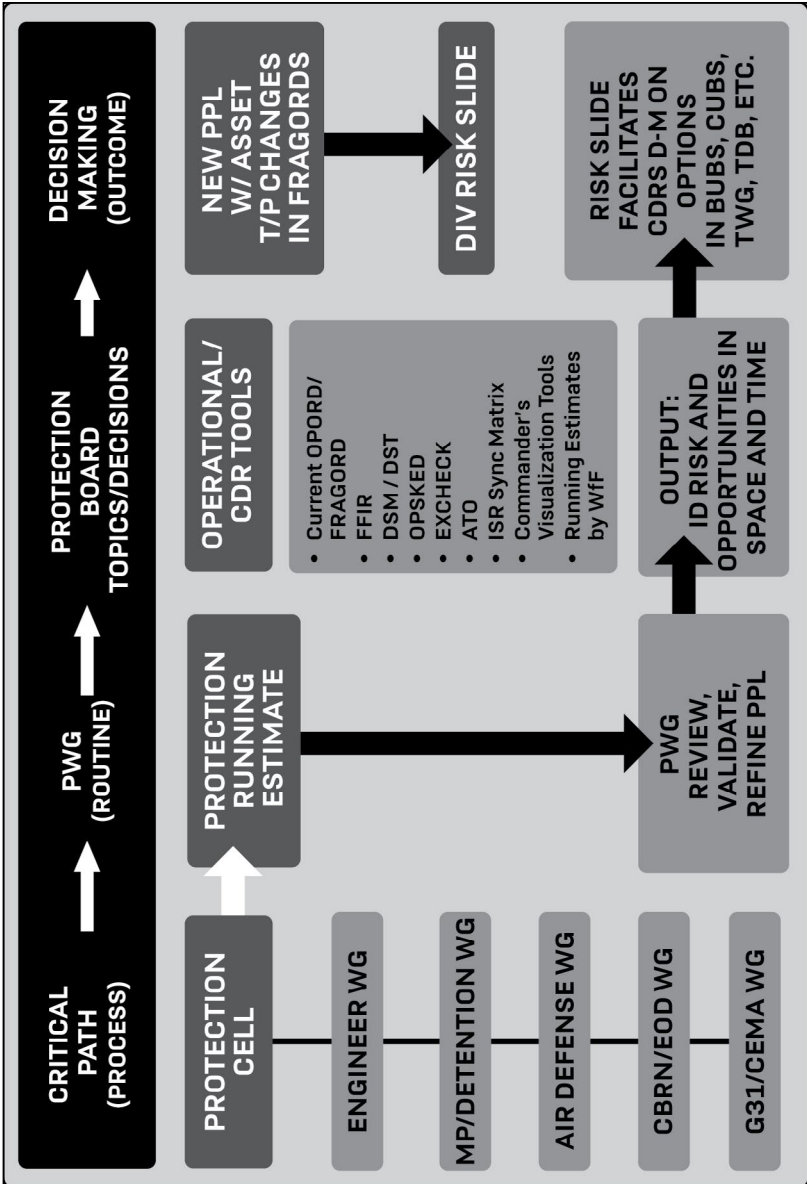 CRITICAL
PATH
(PROCESS)
PWG
(ROUTINE)
PROTECTION
BOARD
TOPICS/DECISIONS
DECISION
MAKING
(OUTCOME)
PROTECTION
CELL
ENGINEER WG
MP/DETENTION WG
AIR DEFENSE WG
CBRN/EOD WG
G31/CEMA WG
PROTECTION
RUNNING
ESTIMATE
PWG
REVIEW,
VALIDATE,
REFINE PPL
OPERATIONAL/
CDR TOOLS
• Current OPORD/
FRAGORD
• FFIR
• DSM / DST
• OPSKED
• EXCHECK
• ATO
• ISR Sync Matrix
• Commander's
Visualization Tools
• Running Estimates
by WfF
OUTPUT:
ID RISK AND
OPPORTUNITIES IN
SPACE AND TIME
NEW PPL
W/ ASSET
T/P CHANGES
IN FRAGORDS
DIV RISK SLIDE
RISK SLIDE
FACILITATES
CDRS D-M ON
OPTIONS
IN BUBS, CUBS,
TWG, TDB, ETC.